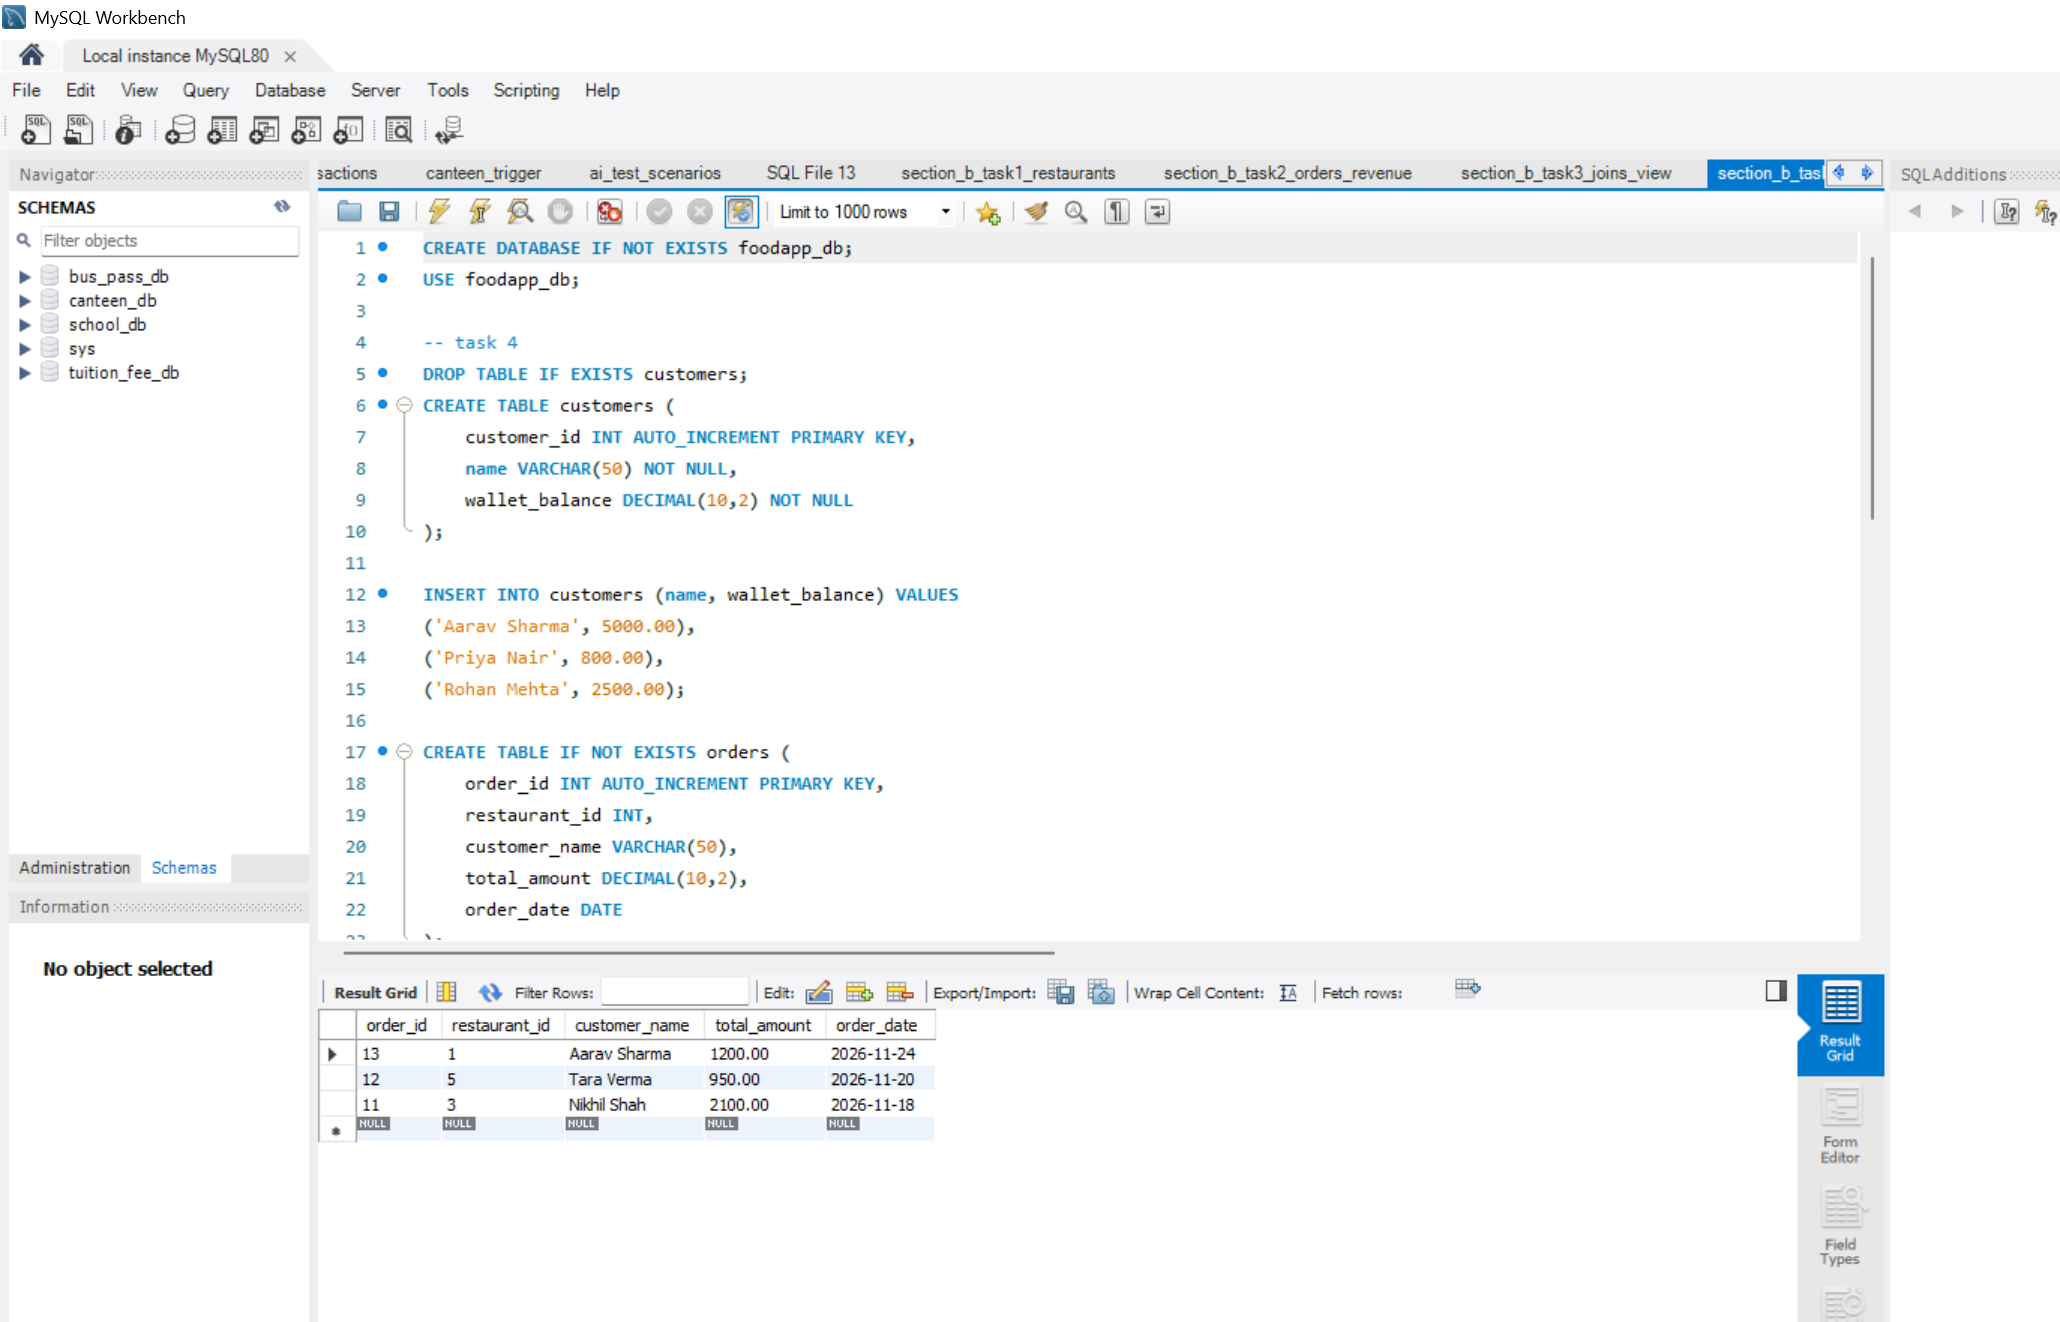 MySQL Workbench
Local instance MySQL80
File Edit View Query Database Server Tools Scripting Help
Navigator
SCHEMAS
Filter objects
bus_pass_db
canteen_db
school_db
sys
tuition_fee_db
Administration Schemas
Information
No object selected
sactions canteen_trigger ai_test_scenarios SQL File 13 section_b_task1_restaurants section_b_task2_orders_revenue section_b_task3_joins_view section_b_tas
Limit to 1000 rows
1 CREATE DATABASE IF NOT EXISTS foodapp_db;
2 USE foodapp_db;
3
4 -- task 4
5 DROP TABLE IF EXISTS customers;
6 CREATE TABLE customers (
7 customer_id INT AUTO_INCREMENT PRIMARY KEY,
8 name VARCHAR(50) NOT NULL,
9 wallet_balance DECIMAL(10,2) NOT NULL
10 );
11
12 INSERT INTO customers (name, wallet_balance) VALUES
13 ('Aarav Sharma', 5000.00),
14 ('Priya Nair', 800.00),
15 ('Rohan Mehta', 2500.00);
16
17 CREATE TABLE IF NOT EXISTS orders (
18 order_id INT AUTO_INCREMENT PRIMARY KEY,
19 restaurant_id INT,
20 customer_name VARCHAR(50),
21 total_amount DECIMAL(10,2),
22 order_date DATE
Result Grid Filter Rows: Edit: Export/Import: Wrap Cell Content: Fetch rows:
order_id restaurant_id customer_name total_amount order_date
13 1 Aarav Sharma 1200.00 2026-11-24
12 5 Tara Verma 950.00 2026-11-20
11 3 Nikhil Shah 2100.00 2026-11-18
NULL NULL NULL NULL NULL
Result
Grid
Form
Editor
Field
Types
SQLAdditions